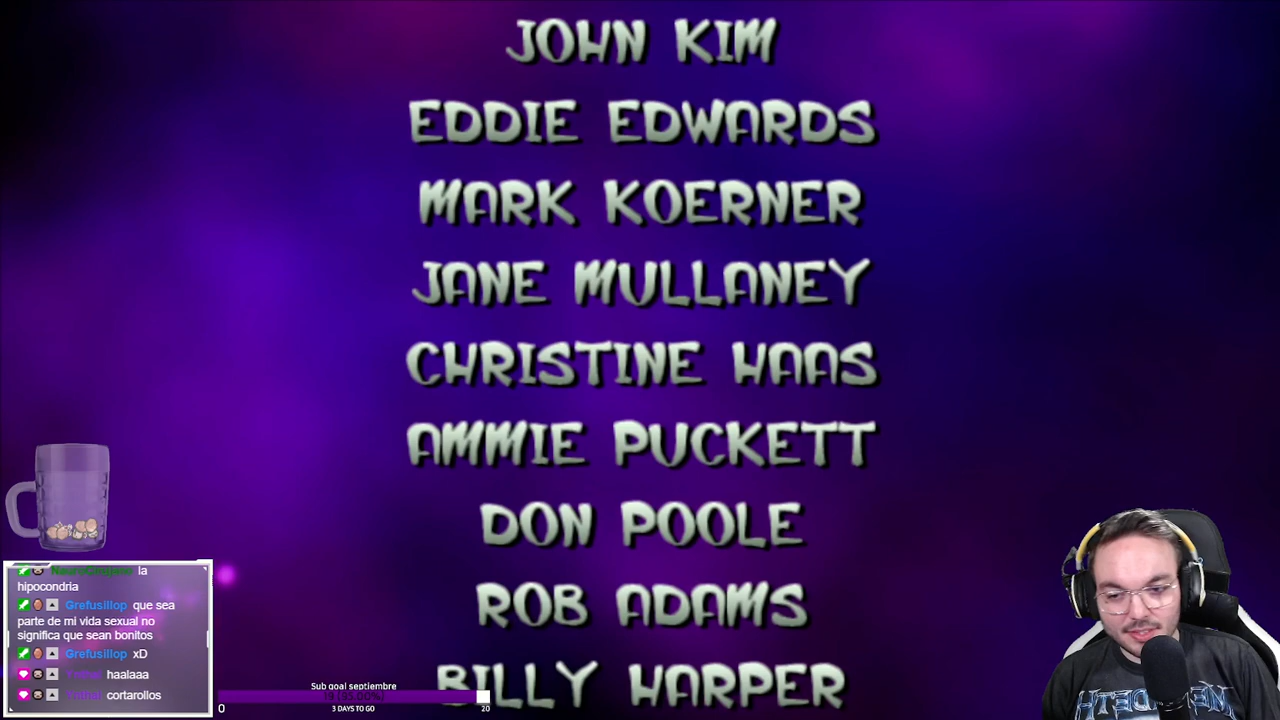 JOHN KIM
EDDIE EDWARDS
MARK KOERNER
JANE MULLANEY
CHRISTINE HAAS
AMMIE PUCKETT
DON POOLE
ROB ADAMS
BILLY HARPER
la
hipocondria
Grefusillop que sea
parte de mi vida sexual no
significa que sean bonitos
Grefusillop xD
haalaaa
cortarollos
Sub goal septiembre
0
3 DAYS TO GO
20